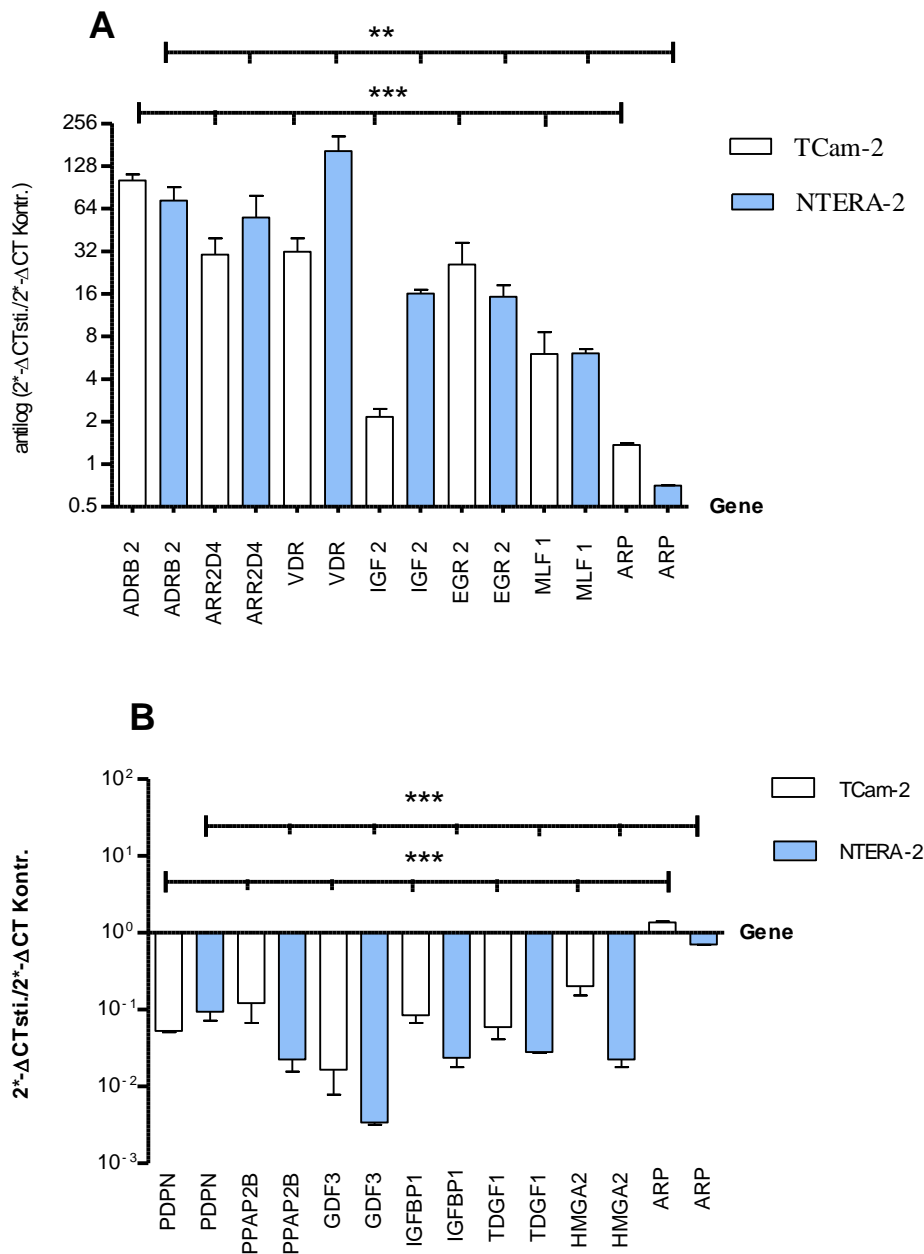 A
**
***
256
128
64
32
16
8
4
2
1
0.5
antilog (2*-ΔCTsti./2*-ΔCT Kontr.)
TCam-2
NTERA-2
Gene
ADRB 2
ADRB 2
ARR2D4
ARR2D4
VDR
VDR
IGF 2
IGF 2
EGR 2
EGR 2
MLF 1
MLF 1
ARP
ARP
B
***
***
10²
10¹
10⁰
10⁻¹
10⁻²
10⁻³
2*-ΔCTsti./2*-ΔCT Kontr.
TCam-2
NTERA-2
Gene
PDPN
PDPN
PPAP2B
PPAP2B
GDF3
GDF3
IGFBP1
IGFBP1
TDGF1
TDGF1
HMGA2
HMGA2
ARP
ARP